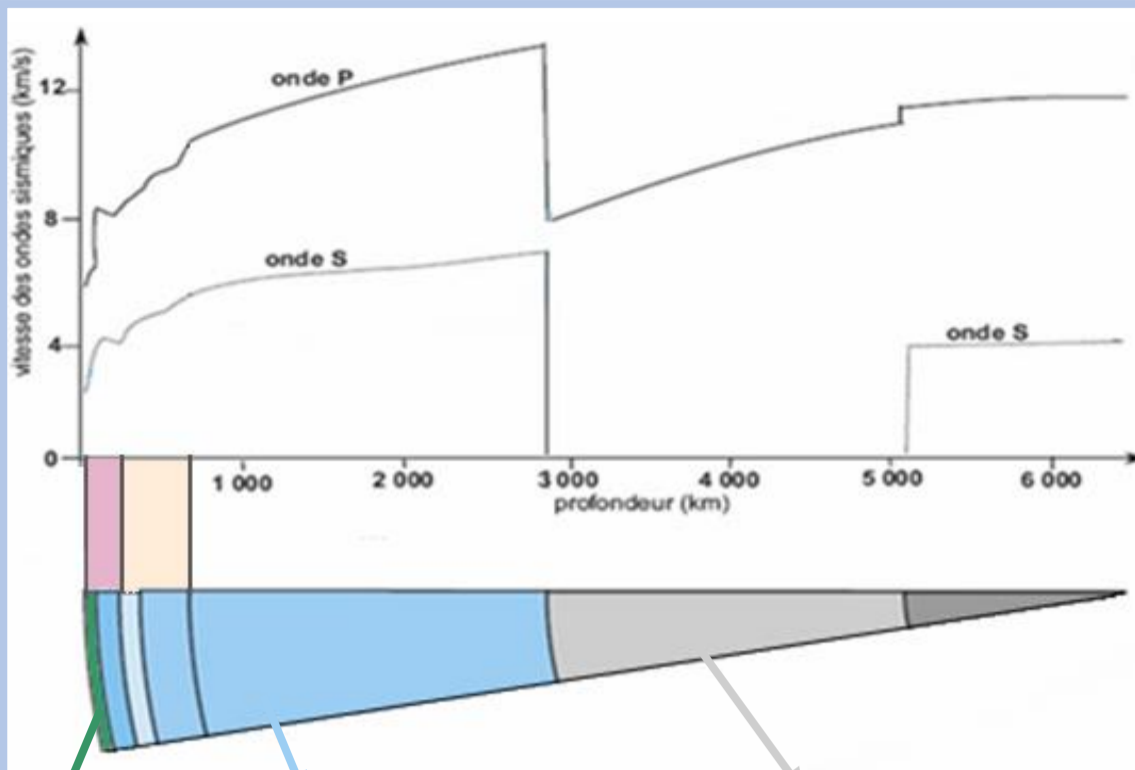 vitesse des ondes sismiques (km/s)
12
8
4
0
onde P
onde S
onde S
1 000
2 000
3 000
4 000
5 000
6 000
profondeur (km)